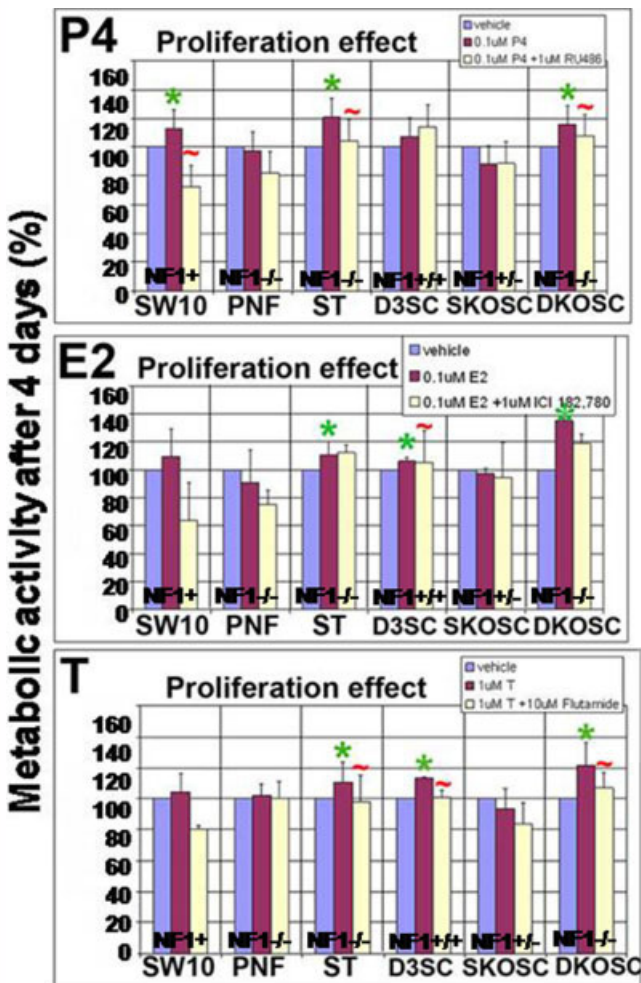 Metabolic activity after 4 days (%)
P4
Proliferation effect
vehicle
0.1uM P4
0.1uM P4 +1uM RU486
160
140
120
100
80
60
40
20
0
* ~ * ~ * ~
NF1+ NF1-/- NF1-/- NF1+/+ NF1+/- NF1-/-
SW10 PNF ST D3SC SKOSC DKOSC
E2
Proliferation effect
vehicle
0.1uM E2
0.1uM E2 +1uM ICI 182,780
160
140
120
100
80
60
40
20
0
* * ~ *
NF1+ NF1-/- NF1-/- NF1+/+ NF1+/- NF1-/-
SW10 PNF ST D3SC SKOSC DKOSC
T
Proliferation effect
vehicle
1uM T
1uM T +10uM Flutamide
160
140
120
100
80
60
40
20
0
* ~ * ~ * ~
NF1+ NF1-/- NF1-/- NF1+/+ NF1+/- NF1-/-
SW10 PNF ST D3SC SKOSC DKOSC